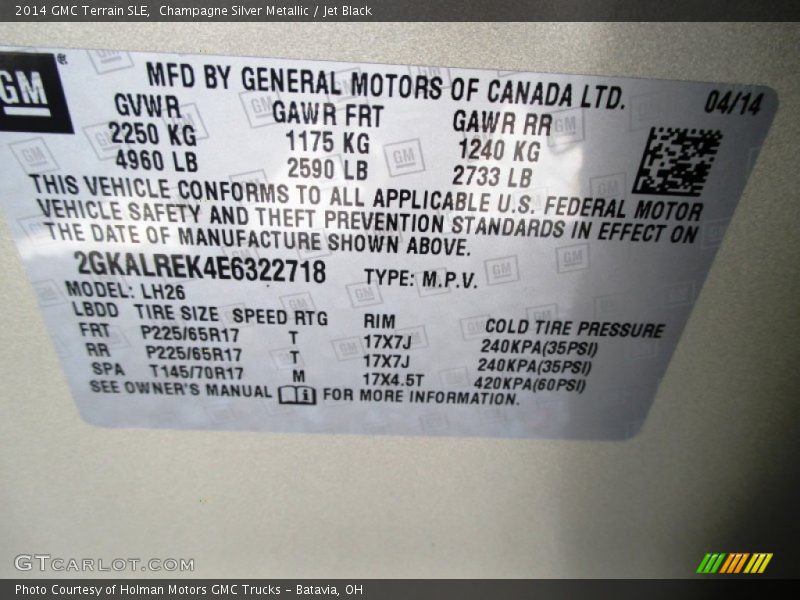 2014 GMC Terrain SLE,  Champagne Silver Metallic / Jet Black
GM ®
MFD BY GENERAL MOTORS OF CANADA LTD. 04/14
GVWR GAWR FRT GAWR RR
2250 KG 1175 KG 1240 KG
4960 LB 2590 LB 2733 LB
THIS VEHICLE CONFORMS TO ALL APPLICABLE U.S. FEDERAL MOTOR
VEHICLE SAFETY AND THEFT PREVENTION STANDARDS IN EFFECT ON
THE DATE OF MANUFACTURE SHOWN ABOVE.
2GKALREK4E6322718 TYPE: M.P.V.
MODEL: LH26
LBDD TIRE SIZE SPEED RTG RIM COLD TIRE PRESSURE
FRT P225/65R17 T 17X7J 240KPA(35PSI)
RR P225/65R17 T 17X7J 240KPA(35PSI)
SPA T145/70R17 M 17X4.5T 420KPA(60PSI)
SEE OWNER'S MANUAL i FOR MORE INFORMATION.
GTCARLOT.COM
Photo Courtesy of Holman Motors GMC Trucks - Batavia, OH